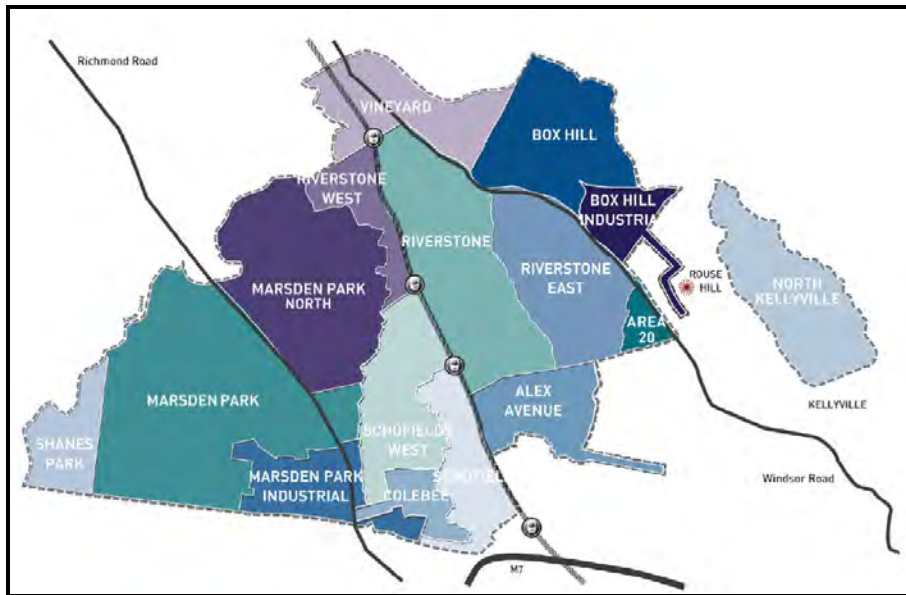 Richmond Road
VINEYARD
BOX HILL
RIVERSTONE
WEST
BOX HILL
INDUSTRIA
RIVERSTONE
MARSDEN PARK
NORTH
RIVERSTONE
EAST
ROUSE
HILL
NORTH
KELLYVILLE
AREA
20
MARSDEN PARK
ALEX
AVENUE
KELLYVILLE
SHANES
PARK
SCHOFIELDS
WEST
MARSDEN PARK
INDUSTRIAL
COLEBEE
SCHOFIEL
Windsor Road
M7